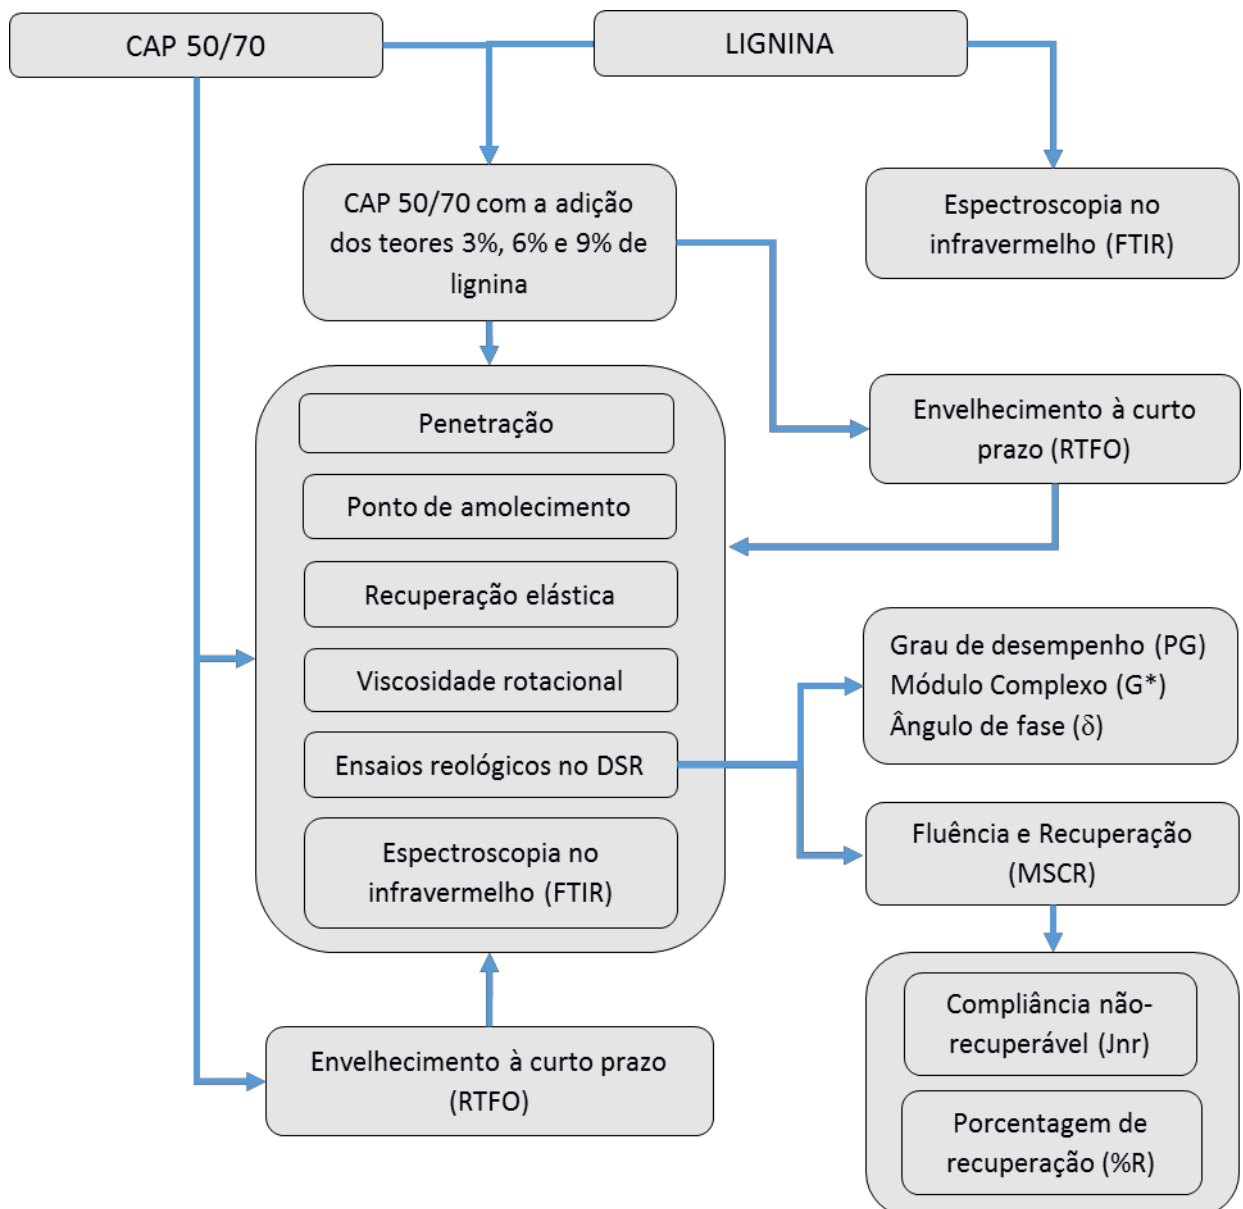 CAP 50/70
LIGNINA
CAP 50/70 com a adição
dos teores 3%, 6% e 9% de
lignina
Espectroscopia no
infravermelho (FTIR)
Penetração
Ponto de amolecimento
Recuperação elástica
Viscosidade rotacional
Ensaios reológicos no DSR
Espectroscopia no
infravermelho (FTIR)
Envelhecimento à curto
prazo (RTFO)
Grau de desempenho (PG)
Módulo Complexo (G*)
Ângulo de fase (δ)
Fluência e Recuperação
(MSCR)
Compliância não-
recuperável (Jnr)
Porcentagem de
recuperação (%R)
Envelhecimento à curto prazo
(RTFO)